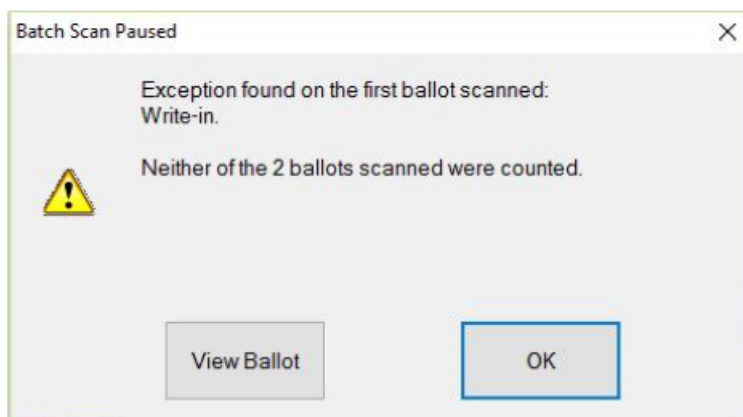 Batch Scan Paused
Exception found on the first ballot scanned:
Write-in.
Neither of the 2 ballots scanned were counted.
View Ballot
OK